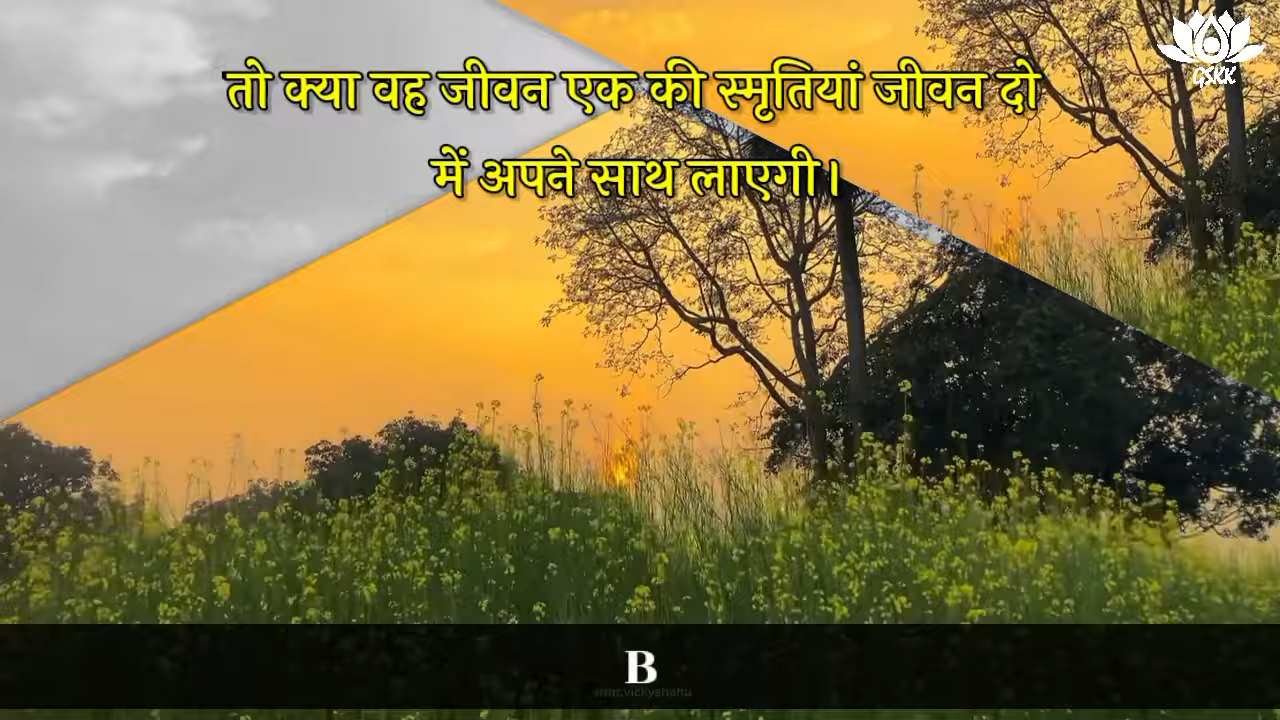 GSKK
तो क्या वह जीवन एक की स्मृतियां जीवन दो
में अपने साथ लाएगी।
B